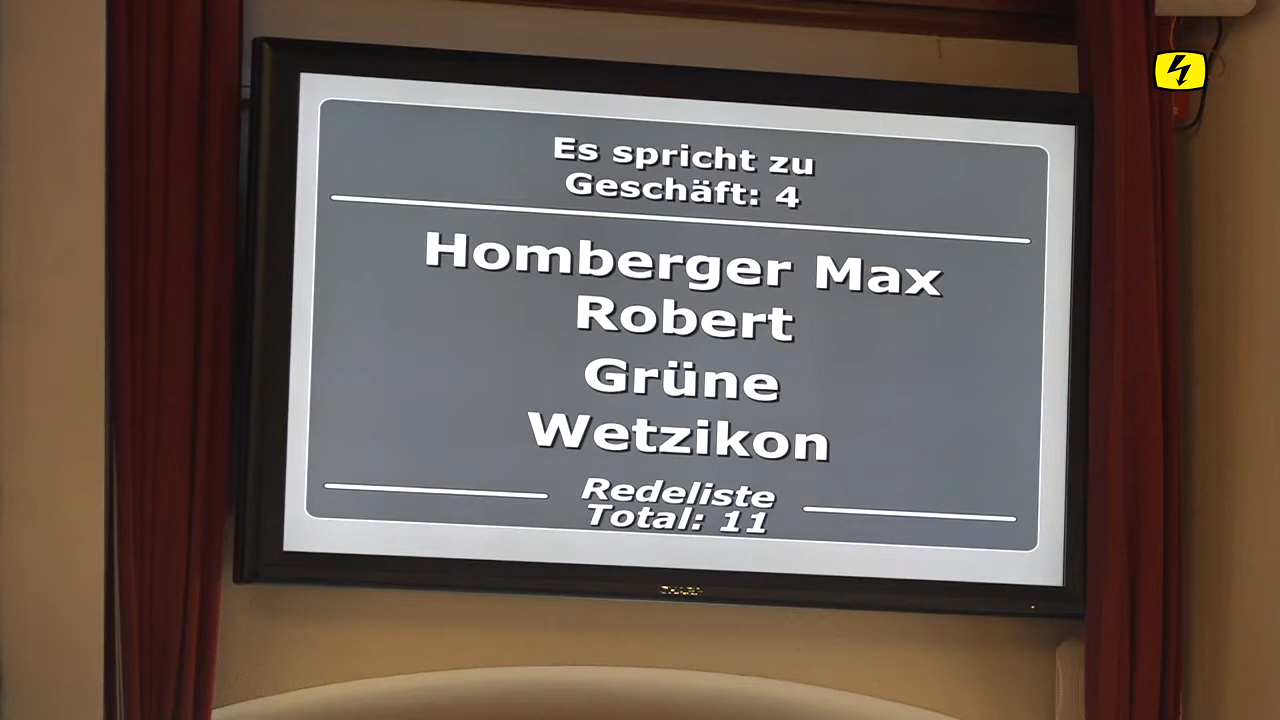 Es spricht zu
Geschäft: 4
Homberger Max
Robert
Grüne
Wetzikon
Redeliste
Total: 11